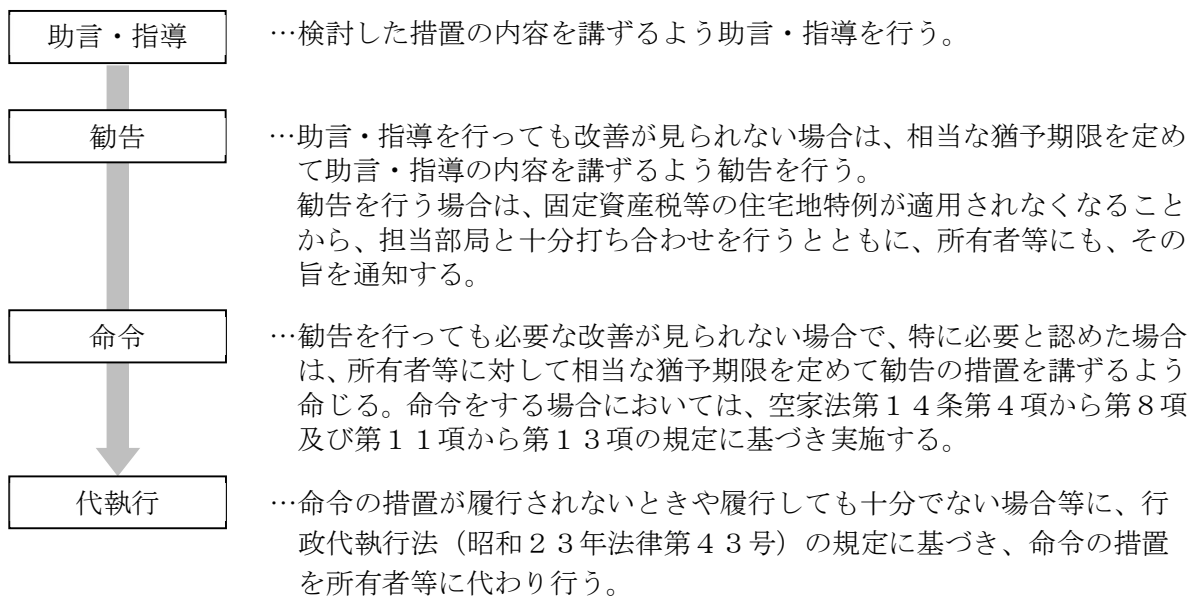 助言・指導
…検討した措置の内容を講ずるよう助言・指導を行う。
勧告
…助言・指導を行っても改善が見られない場合は、相当な猶予期限を定め
て助言・指導の内容を講ずるよう勧告を行う。
勧告を行う場合は、固定資産税等の住宅地特例が適用されなくなること
から、担当部局と十分打ち合わせを行うとともに、所有者等にも、その
旨を通知する。
命令
…勧告を行っても必要な改善が見られない場合で、特に必要と認めた場合
は、所有者等に対して相当な猶予期限を定めて勧告の措置を講ずるよう
命じる。命令をする場合においては、空家法第１４条第４項から第８項
及び第１１項から第１３項の規定に基づき実施する。
代執行
…命令の措置が履行されないときや履行しても十分でない場合等に、行
政代執行法（昭和２３年法律第４３号）の規定に基づき、命令の措置
を所有者等に代わり行う。